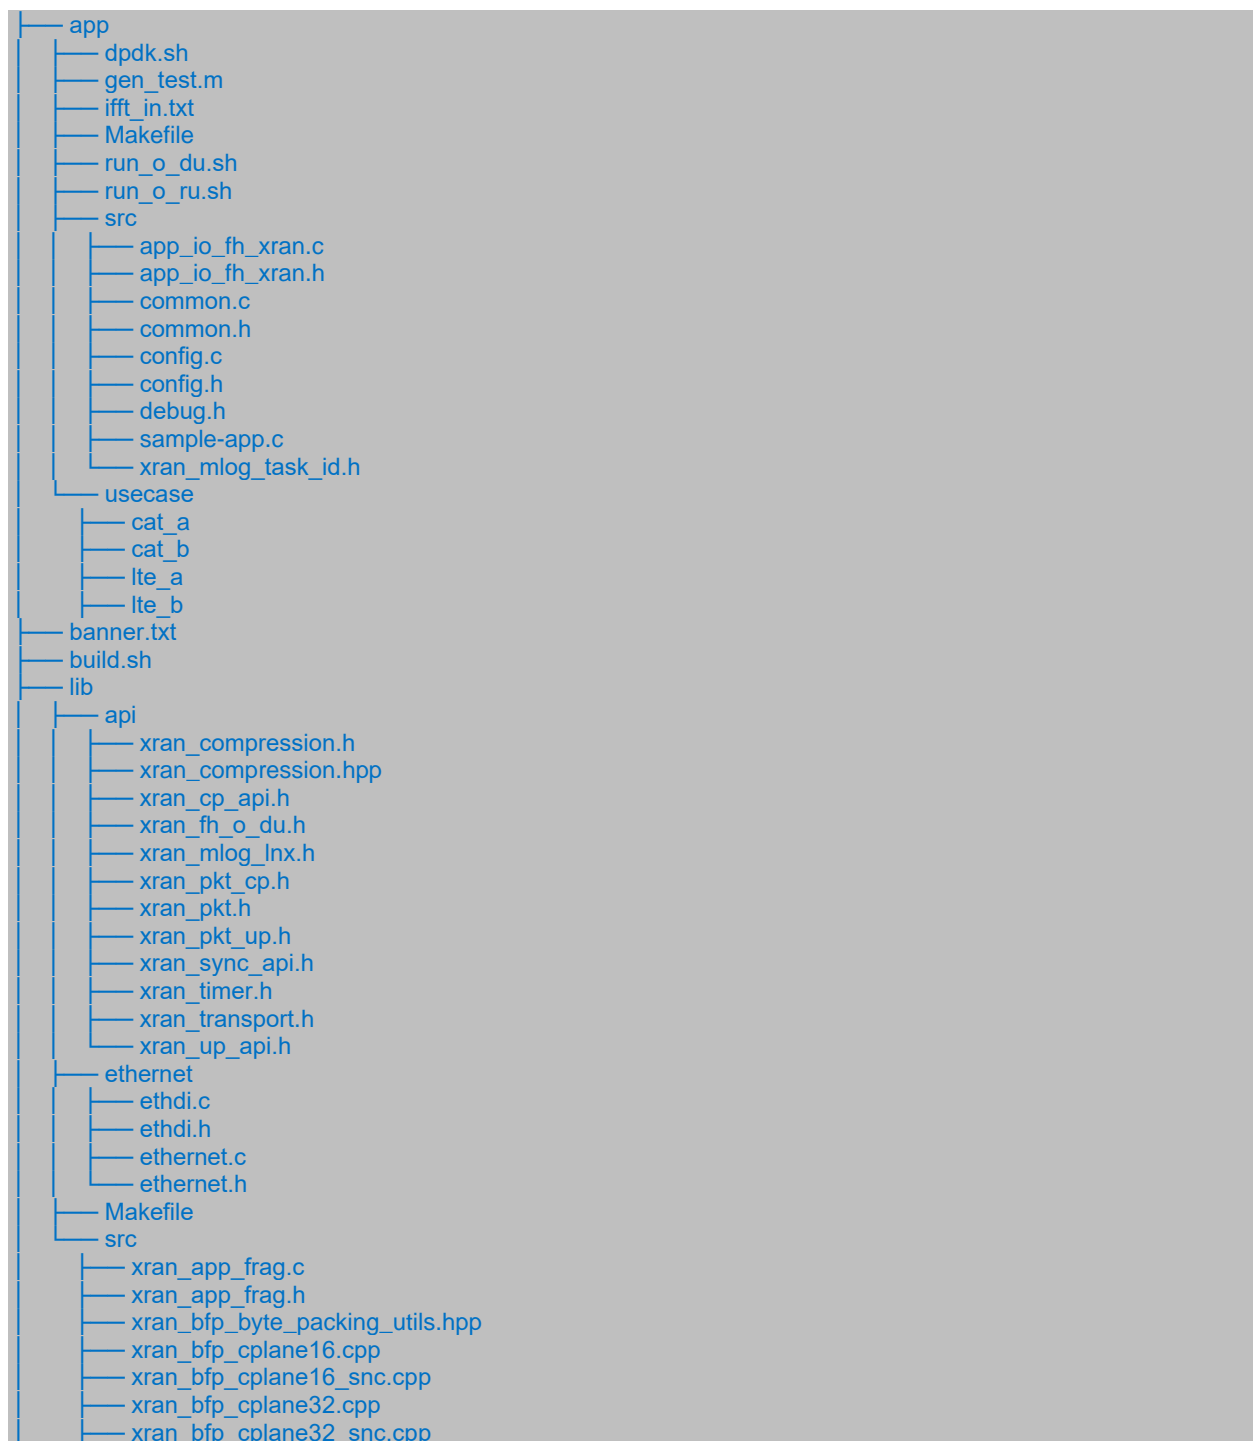 app
dpdk.sh
gen_test.m
ifft_in.txt
Makefile
run_o_du.sh
run_o_ru.sh
src
app_io_fh_xran.c
app_io_fh_xran.h
common.c
common.h
config.c
config.h
debug.h
sample-app.c
xran_mlog_task_id.h
usecase
cat_a
cat_b
lte_a
lte_b
banner.txt
build.sh
lib
api
xran_compression.h
xran_compression.hpp
xran_cp_api.h
xran_fh_o_du.h
xran_mlog_lnx.h
xran_pkt_cp.h
xran_pkt.h
xran_pkt_up.h
xran_sync_api.h
xran_timer.h
xran_transport.h
xran_up_api.h
ethernet
ethdi.c
ethdi.h
ethernet.c
ethernet.h
Makefile
src
xran_app_frag.c
xran_app_frag.h
xran_bfp_byte_packing_utils.hpp
xran_bfp_cplane16.cpp
xran_bfp_cplane16_snc.cpp
xran_bfp_cplane32.cpp
xran_bfp_cplane32_snc.cpp